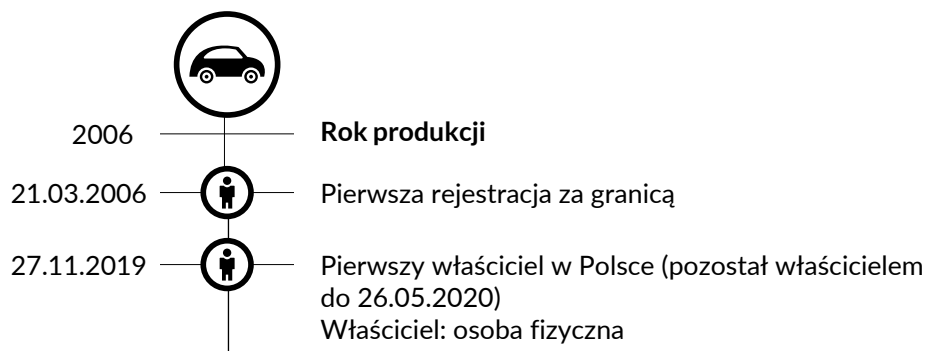 2006 Rok produkcji
21.03.2006 Pierwsza rejestracja za granicą
27.11.2019 Pierwszy właściciel w Polsce (pozostał właścicielem
do 26.05.2020)
Właściciel: osoba fizyczna